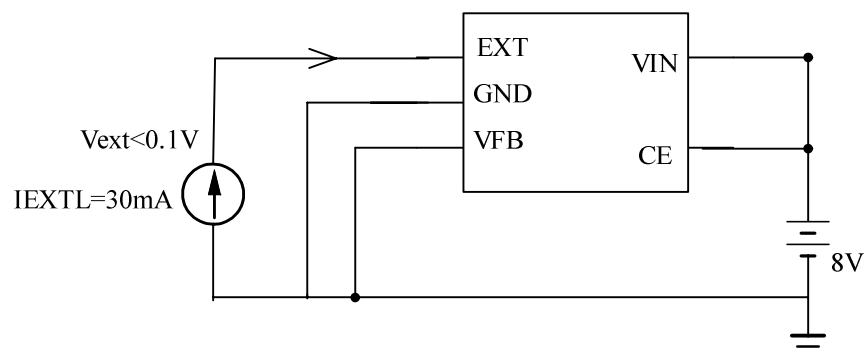 EXT
VIN
GND
Vext<0.1V
VFB
CE
IEXTL=30mA
8V